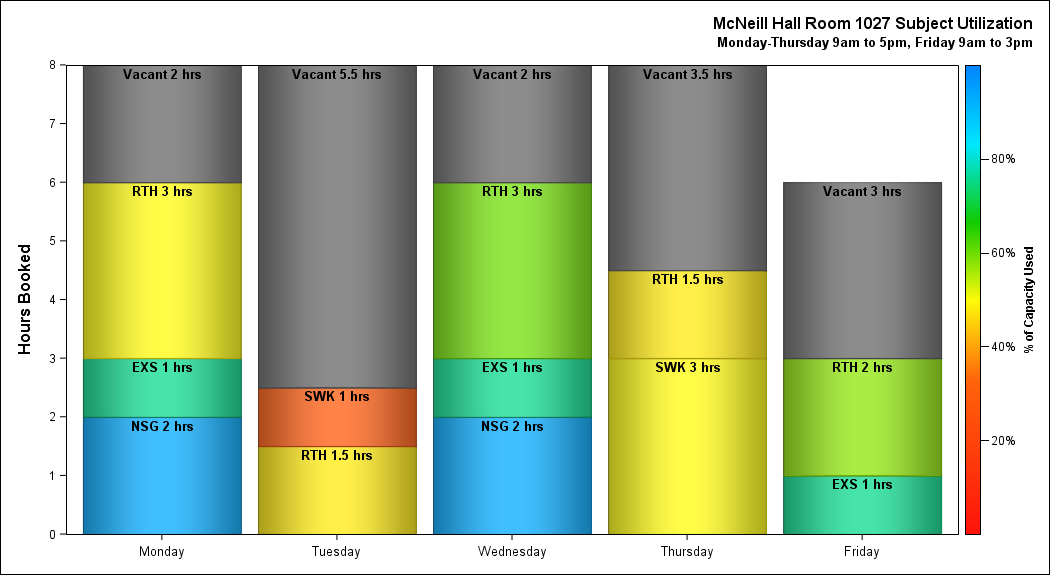 McNeill Hall Room 1027 Subject Utilization
Monday-Thursday 9am to 5pm, Friday 9am to 3pm
Hours Booked
8
7
6
5
4
3
2
1
0
Vacant 2 hrs
RTH 3 hrs
EXS 1 hrs
NSG 2 hrs
Vacant 5.5 hrs
SWK 1 hrs
RTH 1.5 hrs
Vacant 2 hrs
RTH 3 hrs
EXS 1 hrs
NSG 2 hrs
Vacant 3.5 hrs
RTH 1.5 hrs
SWK 3 hrs
Vacant 3 hrs
RTH 2 hrs
EXS 1 hrs
Monday
Tuesday
Wednesday
Thursday
Friday
80%
60%
40%
20%
% of Capacity Used